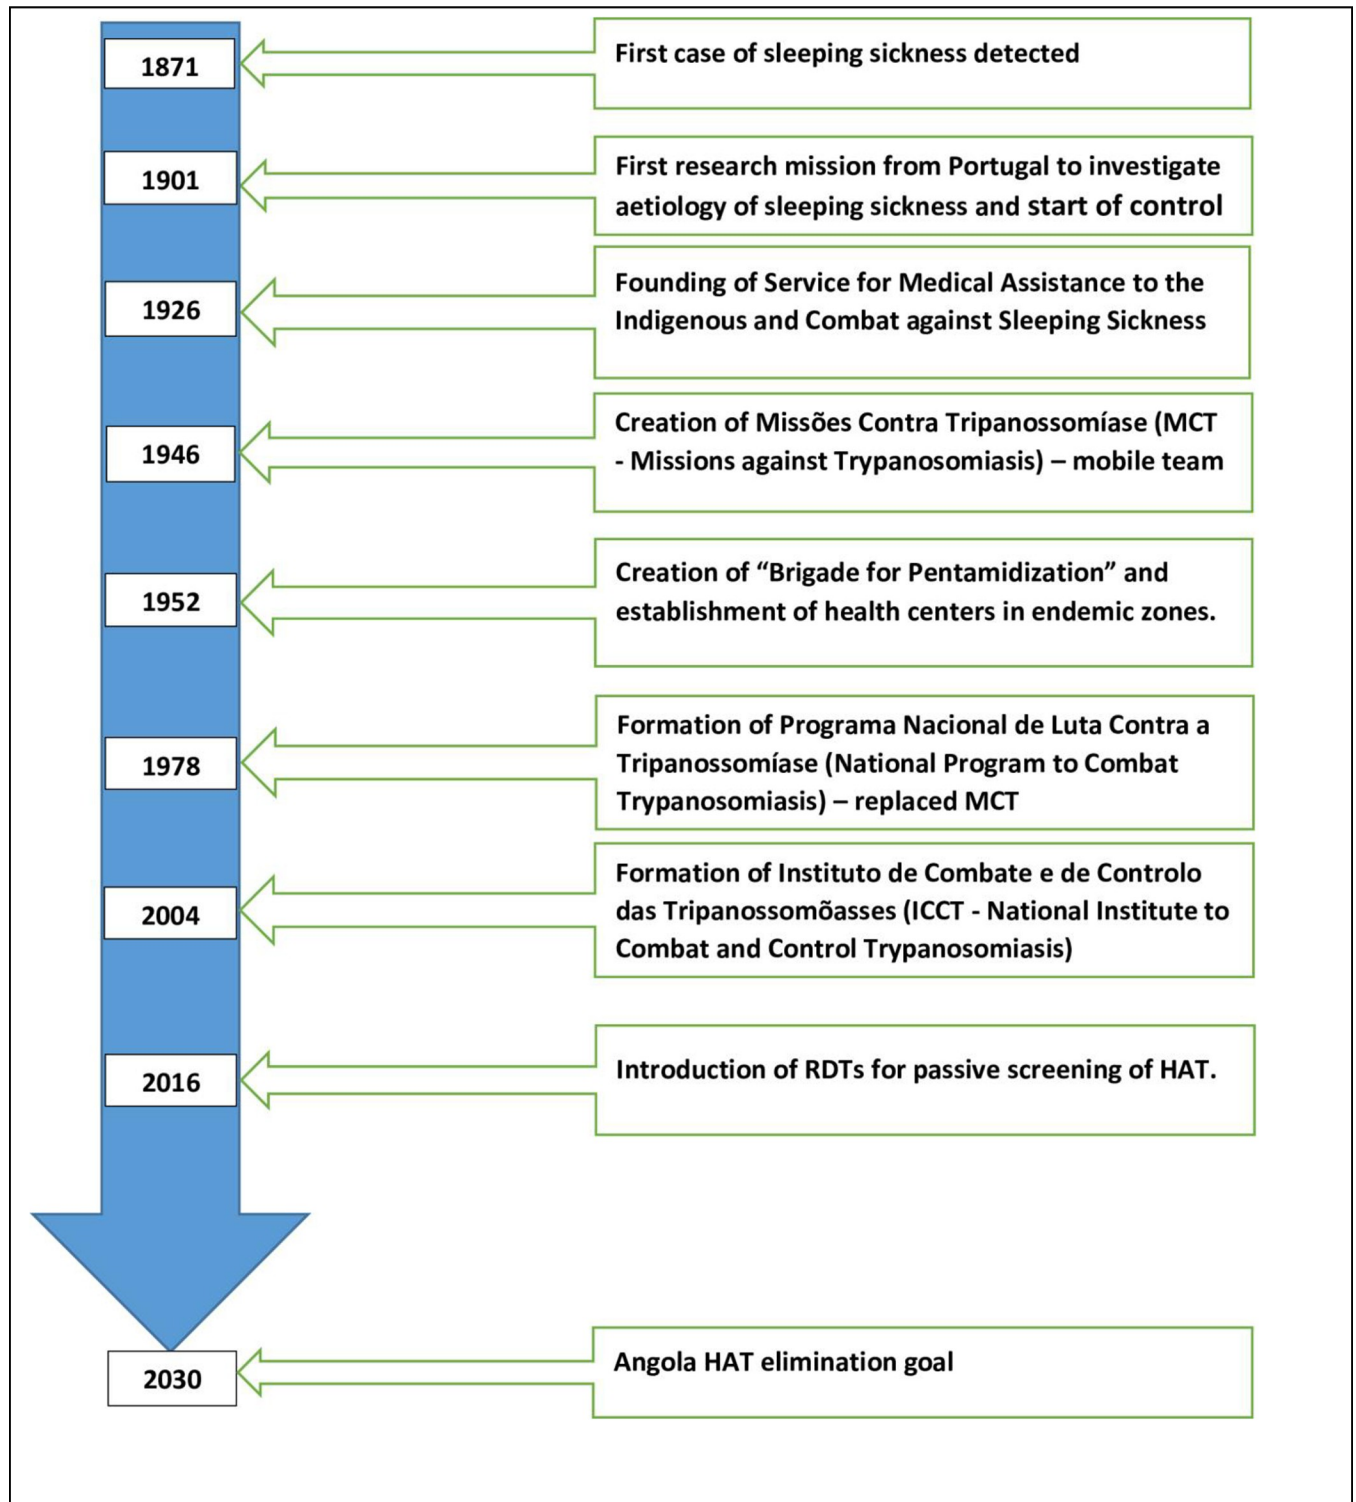 1871
First case of sleeping sickness detected
1901
First research mission from Portugal to investigate
aetiology of sleeping sickness and start of control
1926
Founding of Service for Medical Assistance to the
Indigenous and Combat against Sleeping Sickness
1946
Creation of Missões Contra Tripanossomíase (MCT
- Missions against Trypanosomiasis) – mobile team
1952
Creation of “Brigade for Pentamidization” and
establishment of health centers in endemic zones.
1978
Formation of Programa Nacional de Luta Contra a
Tripanossomíase (National Program to Combat
Trypanosomiasis) – replaced MCT
2004
Formation of Instituto de Combate e de Controlo
das Tripanossomõasses (ICCT - National Institute to
Combat and Control Trypanosomiasis)
2016
Introduction of RDTs for passive screening of HAT.
2030
Angola HAT elimination goal